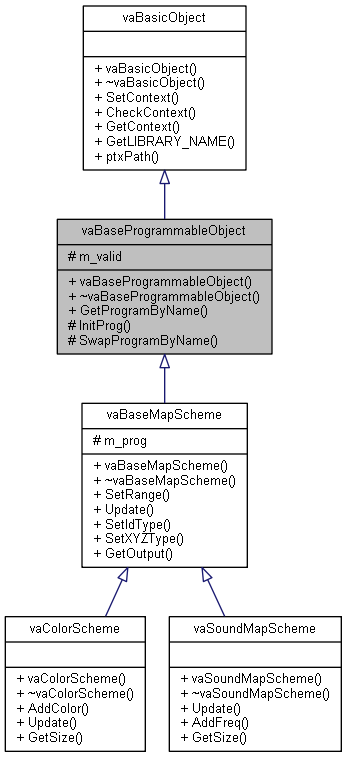 vaBasicObject
+ vaBasicObject()
+ ~vaBasicObject()
+ SetContext()
+ CheckContext()
+ GetContext()
+ GetLIBRARY_NAME()
+ ptxPath()
vaBaseProgrammableObject
# m_valid
+ vaBaseProgrammableObject()
+ ~vaBaseProgrammableObject()
+ GetProgramByName()
# InitProg()
# SwapProgramByName()
vaBaseMapScheme
# m_prog
+ vaBaseMapScheme()
+ ~vaBaseMapScheme()
+ SetRange()
+ Update()
+ SetIdType()
+ SetXYZType()
+ GetOutput()
vaColorScheme
+ vaColorScheme()
+ ~vaColorScheme()
+ AddColor()
+ Update()
+ GetSize()
vaSoundMapScheme
+ vaSoundMapScheme()
+ ~vaSoundMapScheme()
+ Update()
+ AddFreq()
+ GetSize()